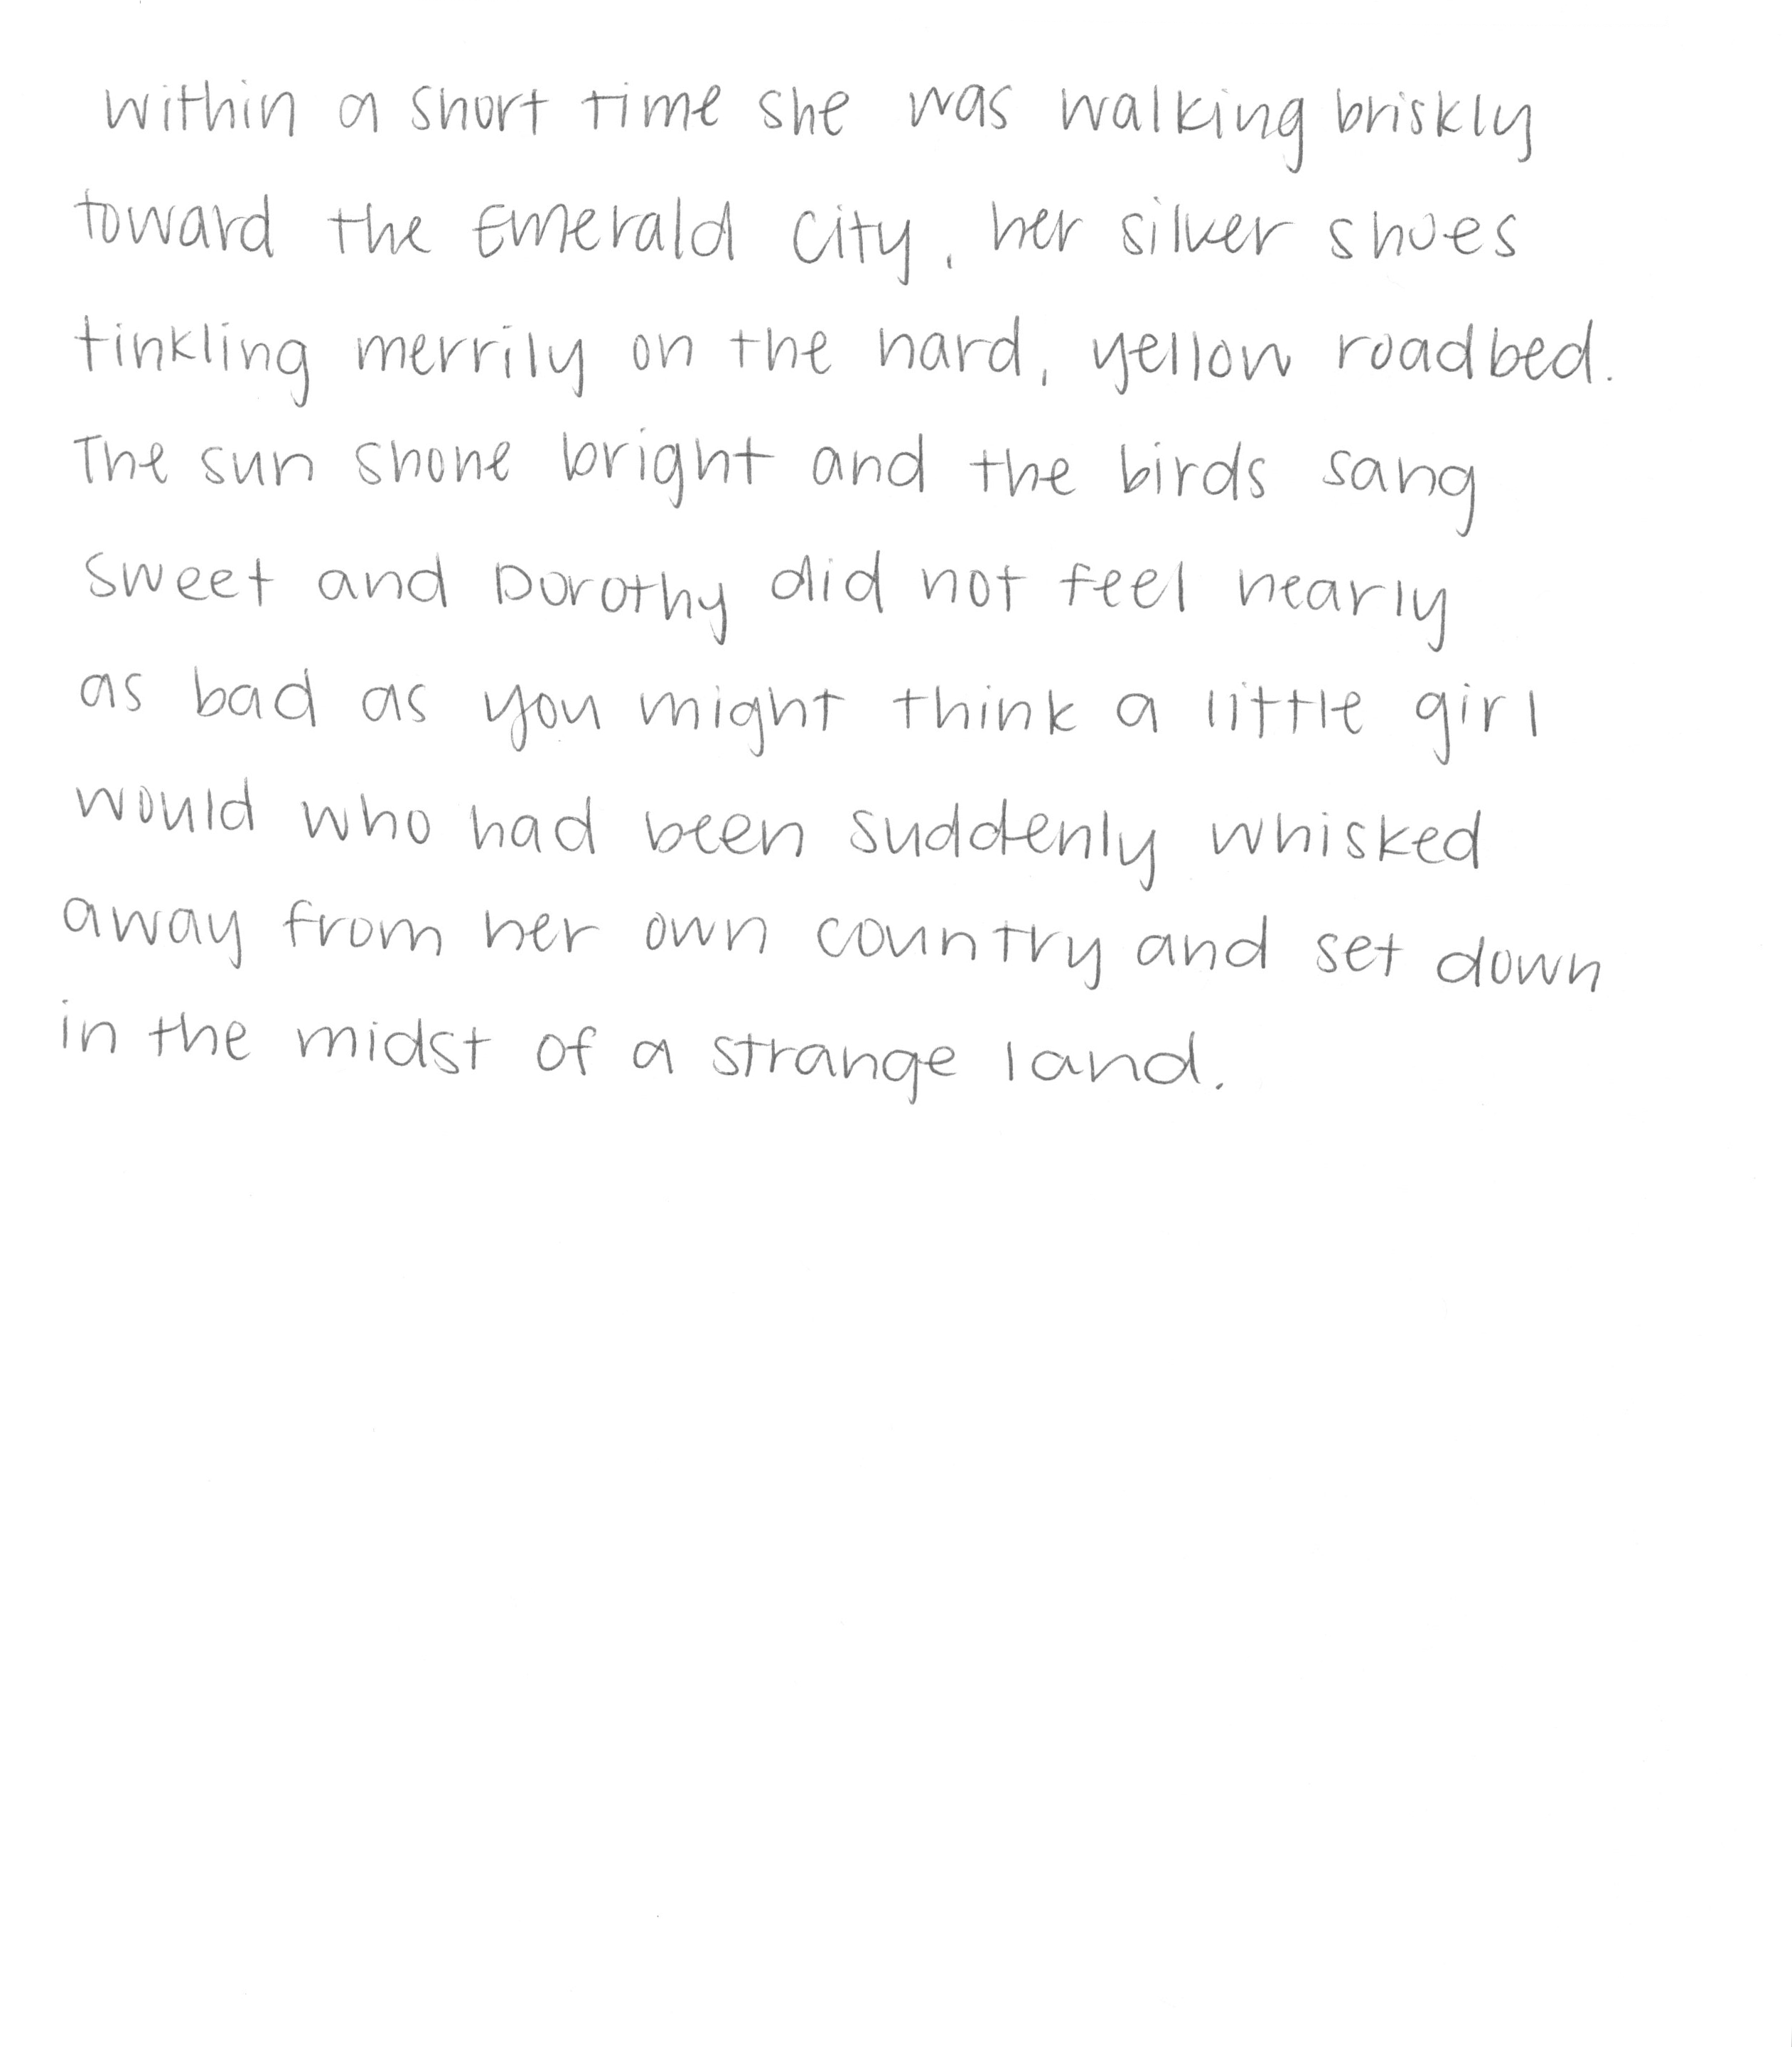 within a short time she was walking briskly
toward the Emerald City, her silver shoes
tinkling merrily on the hard, yellow roadbed.
The sun shone bright and the birds sang
sweet and Dorothy did not feel nearly
as bad as you might think a little girl
would who had been suddenly whisked
away from her own country and set down
in the midst of a strange land.